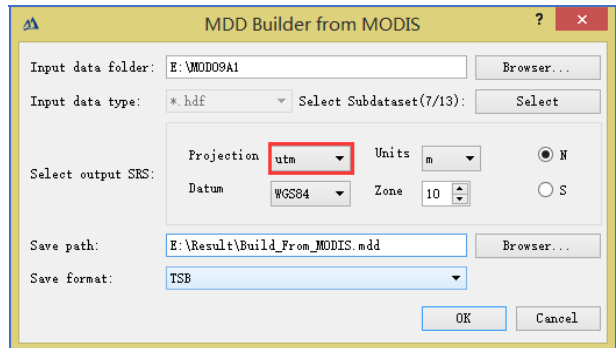 MDD Builder from MODIS ? ×
Input data folder: E:\MOD09A1 Browser...
Input data type: *.hdf Select Subdataset(7/13): Select
Projection utm Units m N
Select output SRS:
Datum WGS84 Zone 10 S
Save path: E:\Result\Build_From_MODIS.mdd Browser...
Save format: TSB
OK Cancel